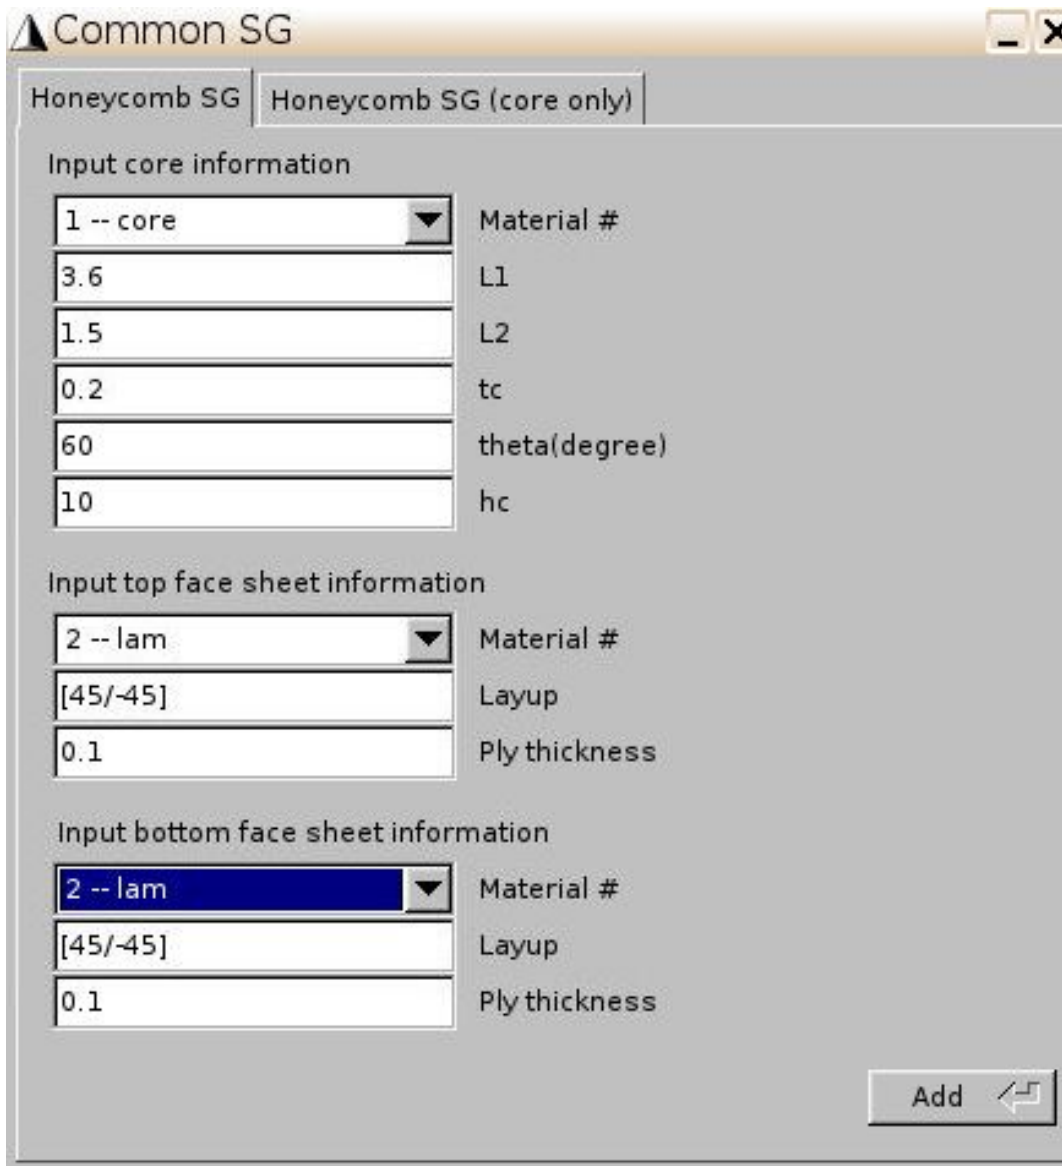 Common SG
Honeycomb SG Honeycomb SG (core only)
Input core information
1 -- core Material #
3.6 L1
1.5 L2
0.2 tc
60 theta(degree)
10 hc
Input top face sheet information
2 -- lam Material #
[45/-45] Layup
0.1 Ply thickness
Input bottom face sheet information
2 -- lam Material #
[45/-45] Layup
0.1 Ply thickness
Add